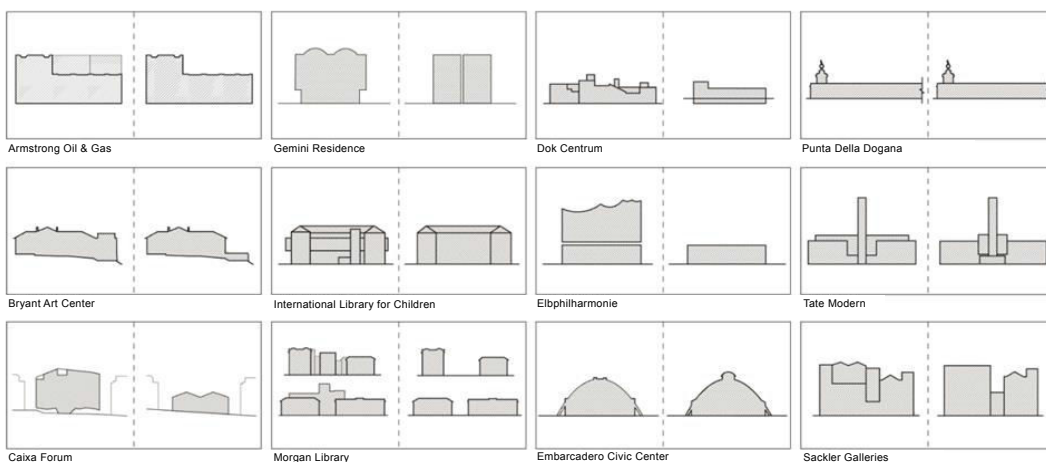 Armstrong Oil & Gas
Gemini Residence
Dok Centrum
Punta Della Dogana
Bryant Art Center
International Library for Children
Elbphilharmonie
Tate Modern
Caixa Forum
Morgan Library
Embarcadero Civic Center
Sackler Galleries